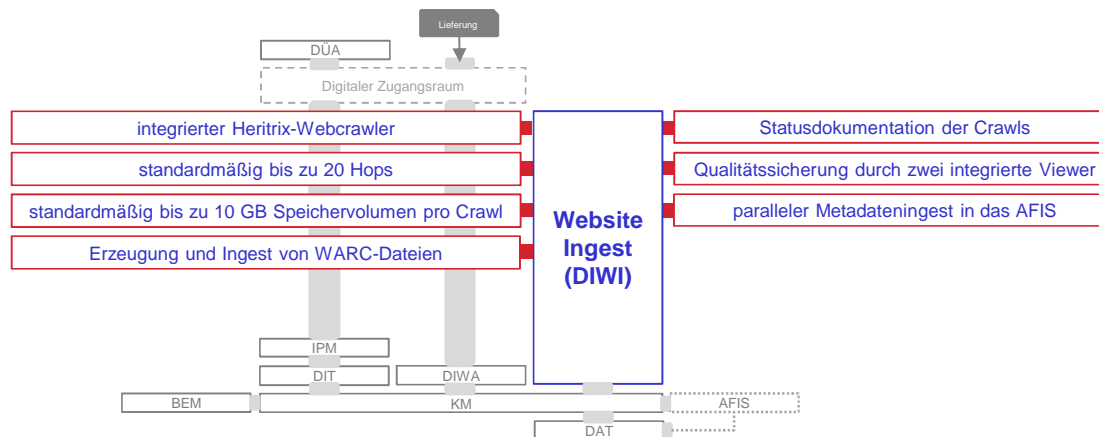 Lieferung
DÜA
Digitaler Zugangsraum
integrierter Heritrix-Webcrawler
standardmäßig bis zu 20 Hops
standardmäßig bis zu 10 GB Speichervolumen pro Crawl
Erzeugung und Ingest von WARC-Dateien
Website
Ingest
(DIWI)
Statusdokumentation der Crawls
Qualitätssicherung durch zwei integrierte Viewer
paralleler Metadateningest in das AFIS
IPM
DIT
DIWA
BEM
KM
AFIS
DAT